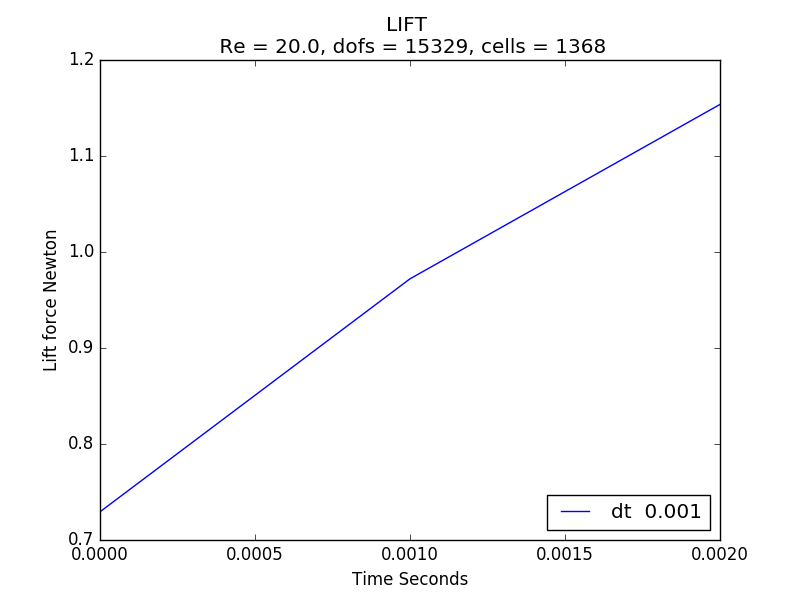 LIFT
Re = 20.0, dofs = 15329, cells = 1368
1.2
1.1
1.0
0.9
0.8
0.7
Lift force Newton
dt  0.001
0.0000 0.0005 0.0010 0.0015 0.0020
Time Seconds